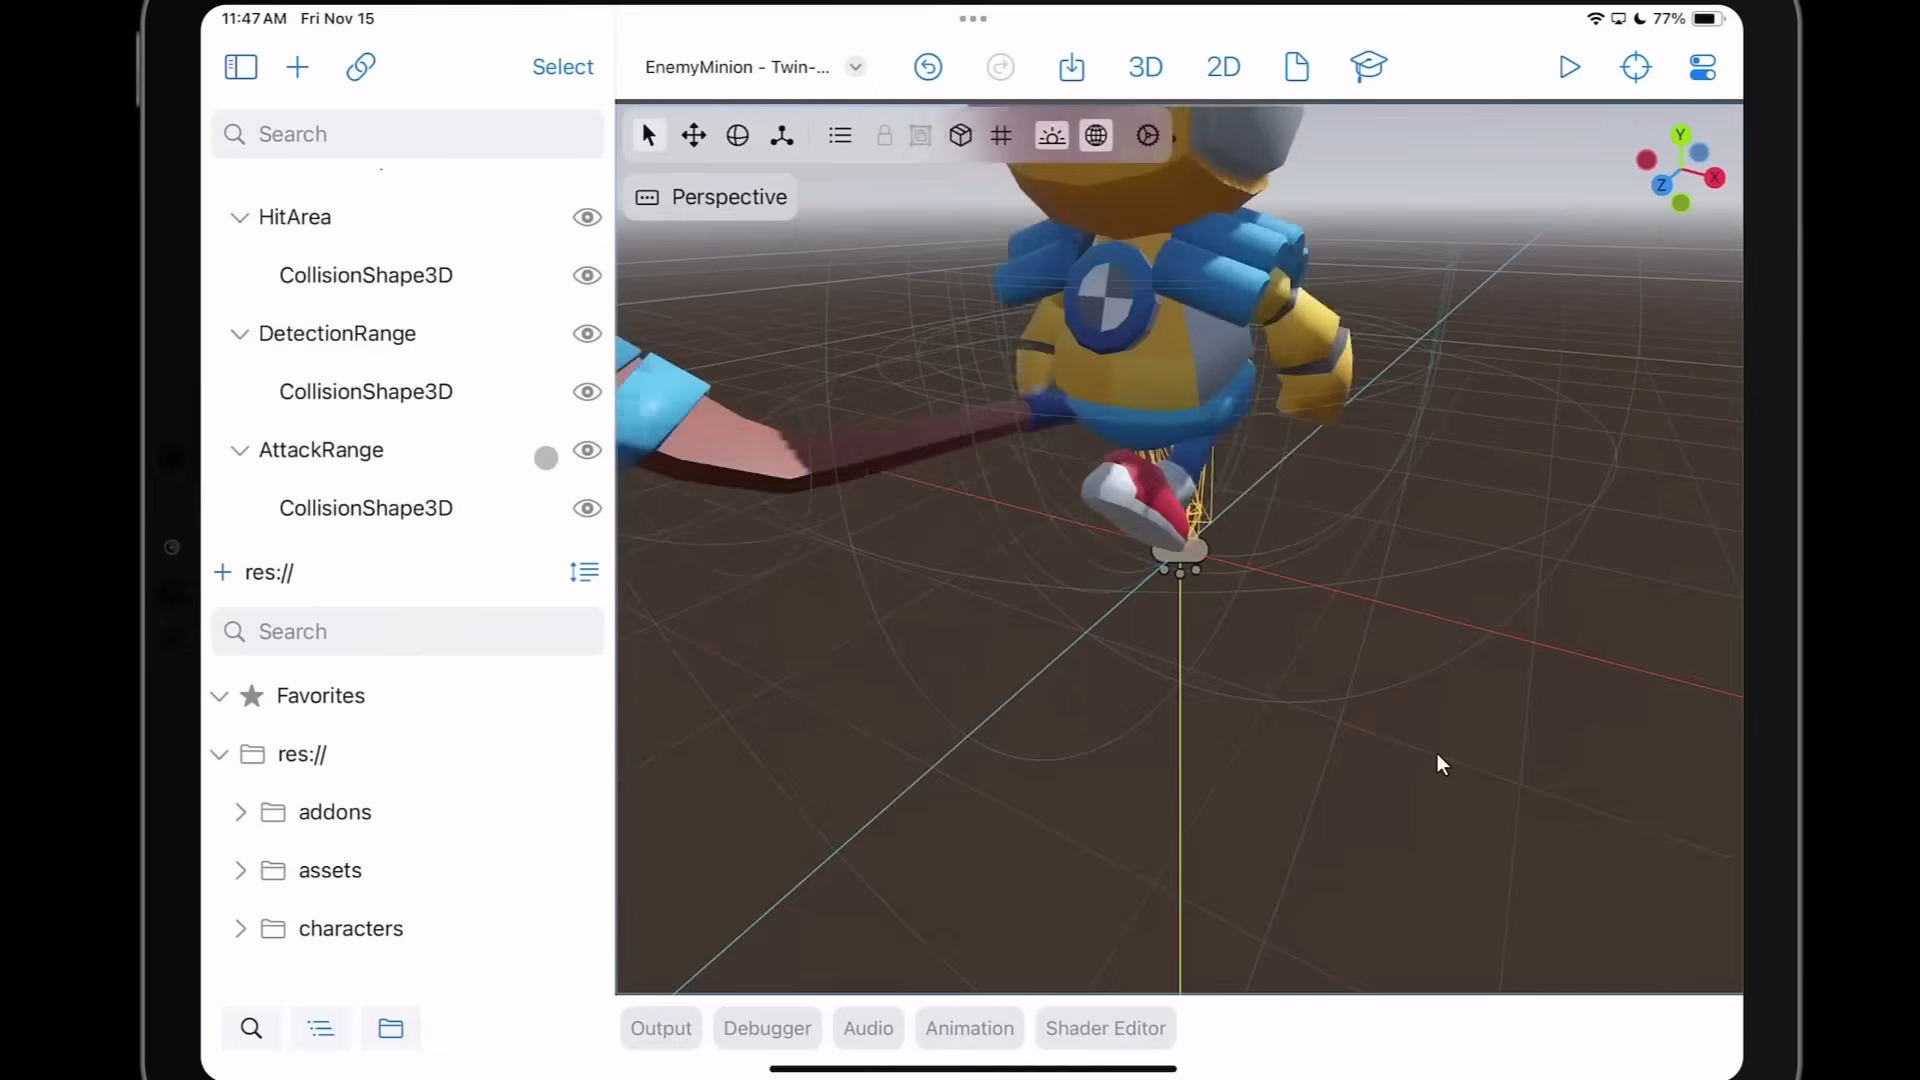 11:47 AM Fri Nov 15
77%
Select
EnemyMinion - Twin-...
3D
2D
Search
Perspective
Y
Z
X
HitArea
CollisionShape3D
DetectionRange
CollisionShape3D
AttackRange
CollisionShape3D
res://
Search
Favorites
res://
addons
assets
characters
Output
Debugger
Audio
Animation
Shader Editor